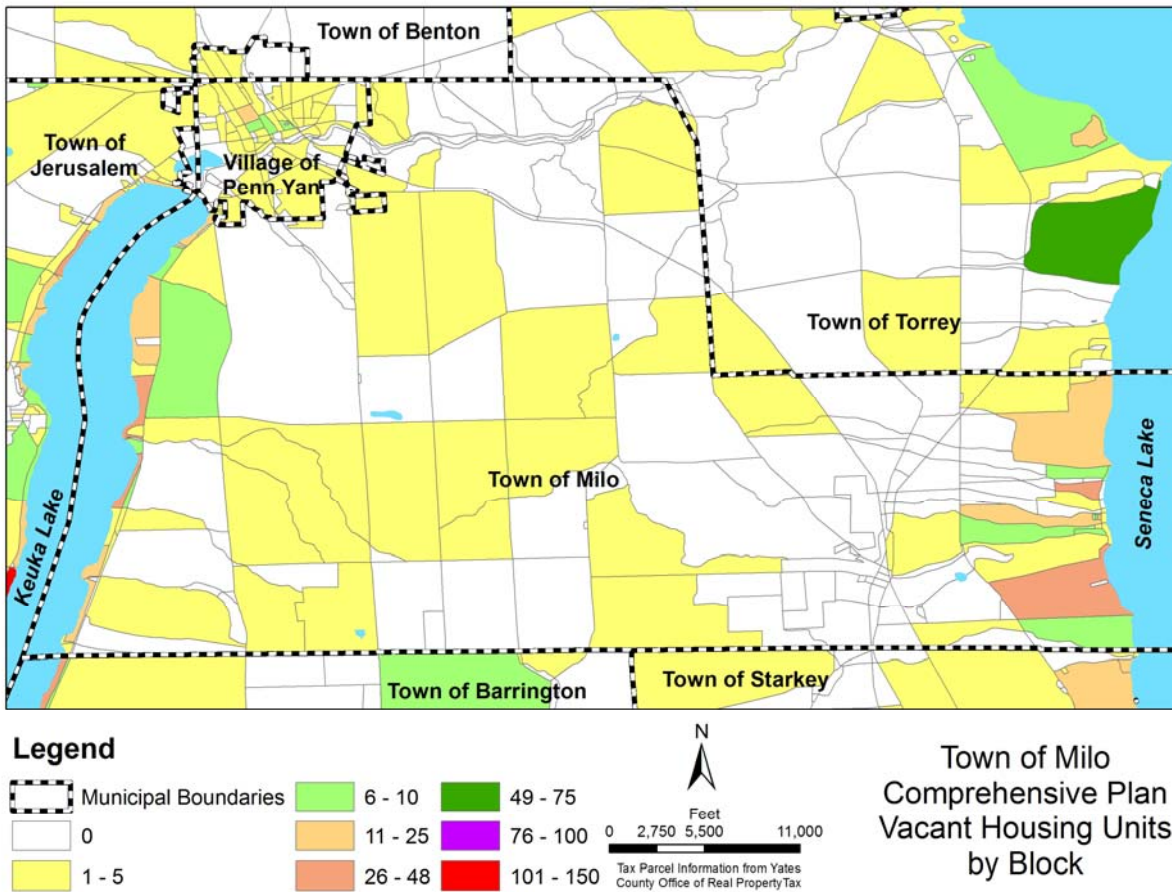 Town of Benton
Town of
Jerusalem
Village of
Penn Yan
Town of Torrey
Town of Milo
Keuka Lake
Seneca Lake
Town of Barrington
Town of Starkey
Legend
Municipal Boundaries
0
1 - 5
6 - 10
11 - 25
26 - 48
49 - 75
76 - 100
101 - 150
N
Feet
0 2,750 5,500 11,000
Tax Parcel Information from Yates
County Office of Real PropertyTax
Town of Milo
Comprehensive Plan
Vacant Housing Units
by Block